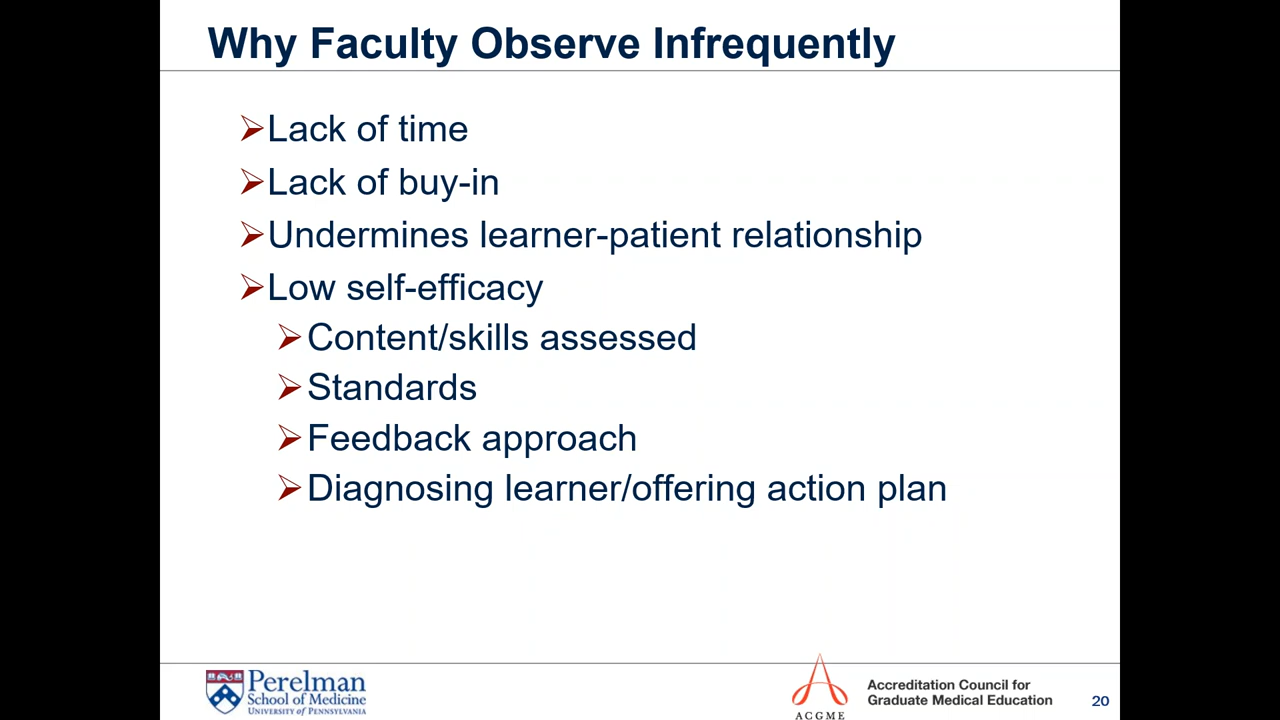 Why Faculty Observe Infrequently
Lack of time
Lack of buy-in
Undermines learner-patient relationship
Low self-efficacy
Content/skills assessed
Standards
Feedback approach
Diagnosing learner/offering action plan
Perelman
School of Medicine
University of Pennsylvania
ACGME
Accreditation Council for
Graduate Medical Education
20